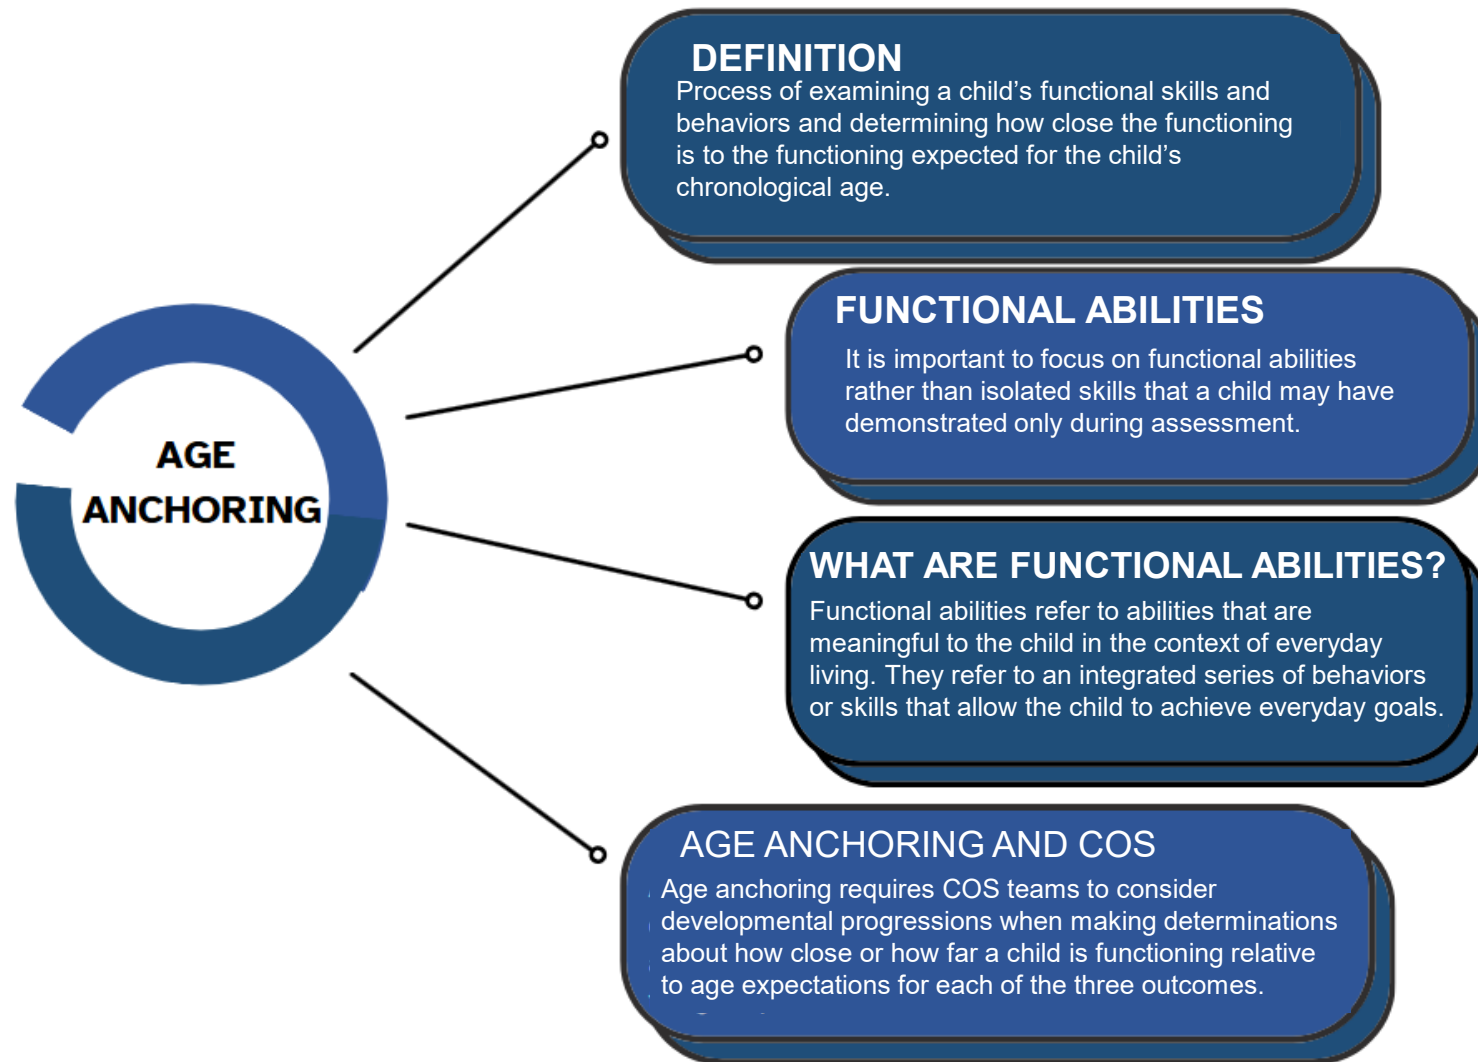 AGE
ANCHORING
DEFINITION
Process of examining a child’s functional skills and
behaviors and determining how close the functioning
is to the functioning expected for the child’s
chronological age.
FUNCTIONAL ABILITIES
It is important to focus on functional abilities
rather than isolated skills that a child may have
demonstrated only during assessment.
WHAT ARE FUNCTIONAL ABILITIES?
Functional abilities refer to abilities that are
meaningful to the child in the context of everyday
living. They refer to an integrated series of behaviors
or skills that allow the child to achieve everyday goals.
AGE ANCHORING AND COS
Age anchoring requires COS teams to consider
developmental progressions when making determinations
about how close or how far a child is functioning relative
to age expectations for each of the three outcomes.